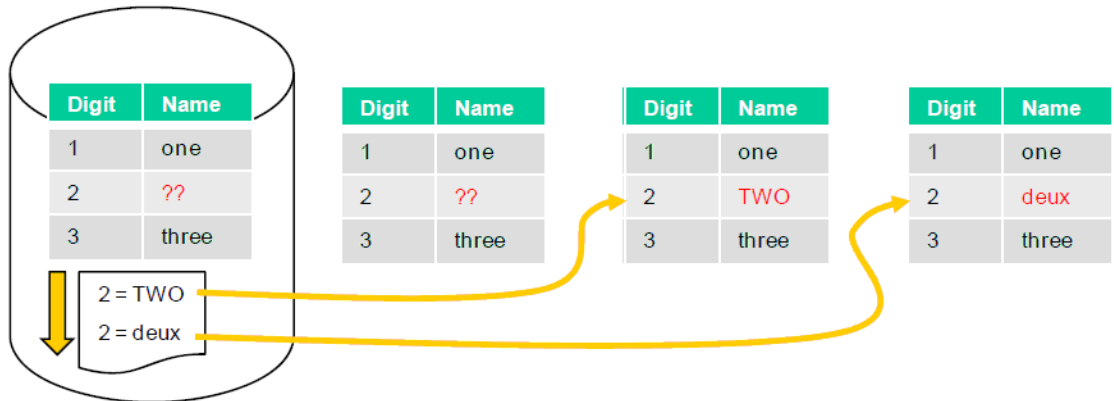 Digit Name
1 one
2 ??
3 three
2 = TWO
2 = deux
Digit Name
1 one
2 ??
3 three
Digit Name
1 one
2 TWO
3 three
Digit Name
1 one
2 deux
3 three